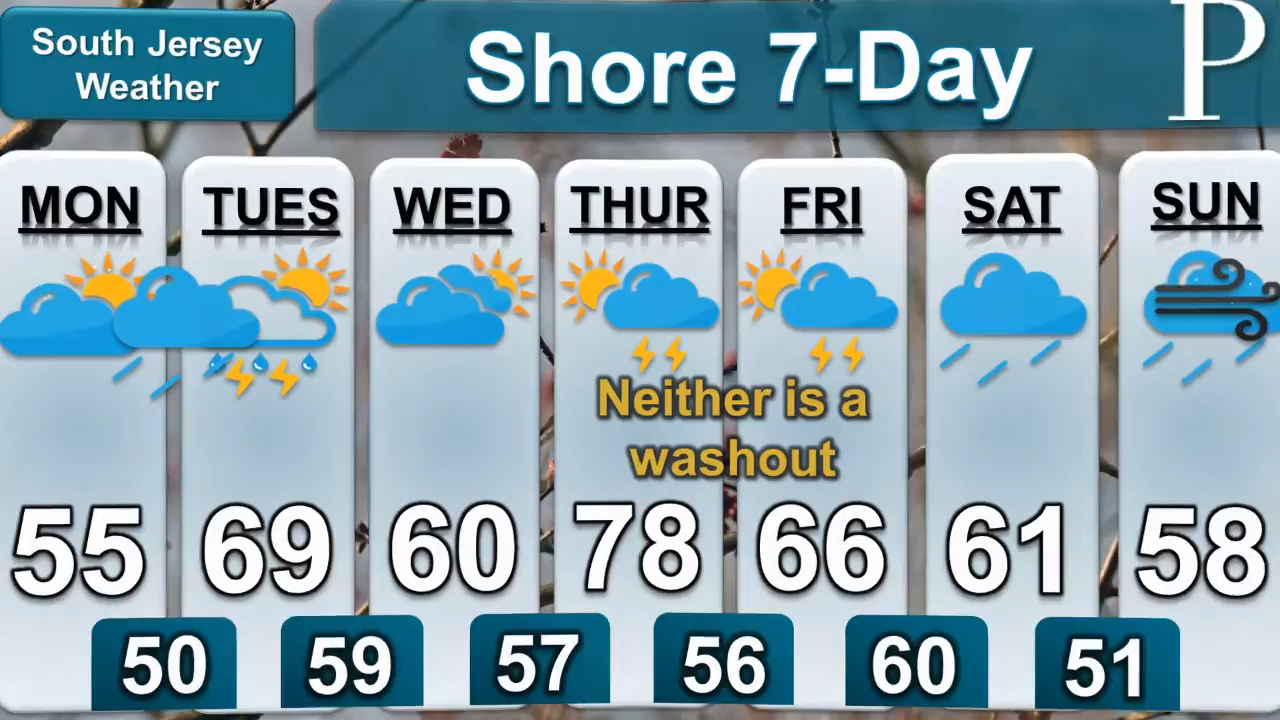 South Jersey
Weather
Shore 7-Day
P
MON TUES WED THUR FRI SAT SUN
Neither is a
washout
55 69 60 78 66 61 58
50 59 57 56 60 51